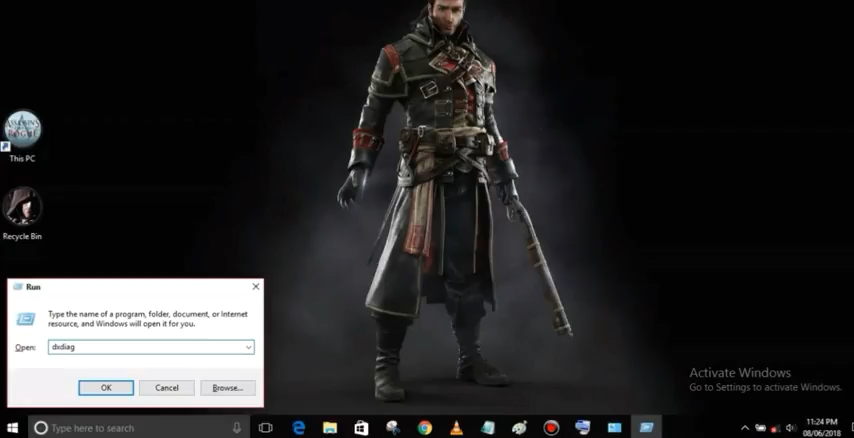 ASSASSIN'S
ROGUE
This PC
Recycle Bin
Run
Type the name of a program, folder, document, or Internet
resource, and Windows will open it for you.
Open:
dxdiag
OK
Cancel
Browse...
Activate Windows
Go to Settings to activate Windows.
Type here to search
11:24 PM
08/06/2018